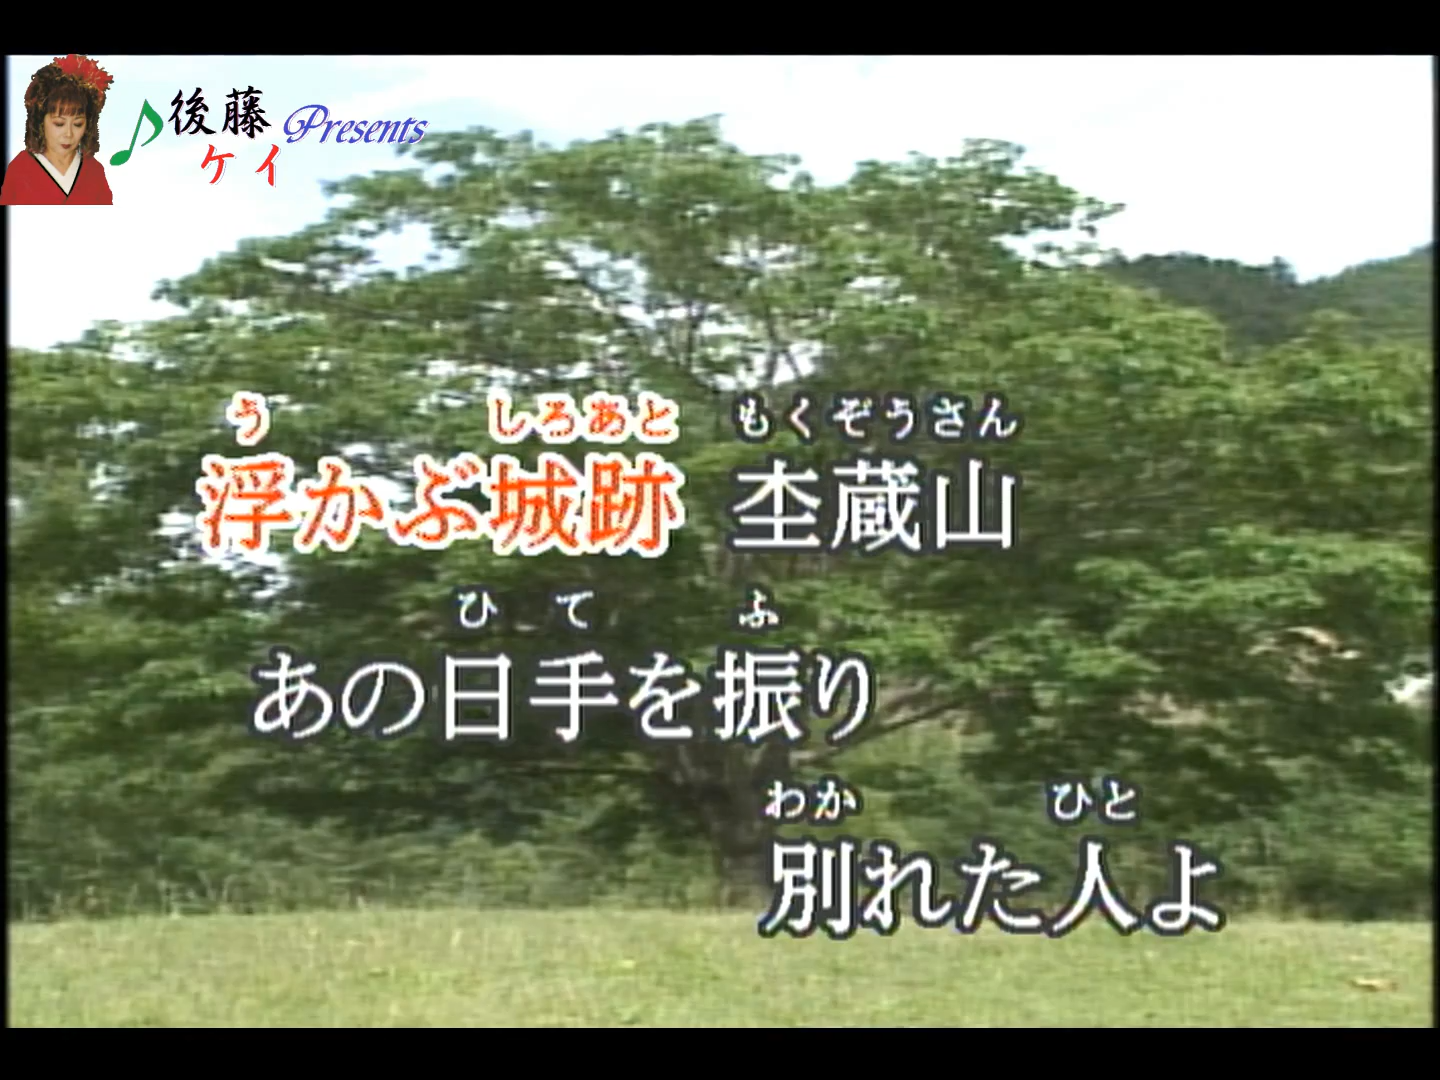 後藤 Presents
ケイ
う しろあと もくぞうさん
浮かぶ城跡 杢蔵山
ひ て ふ
あの日手を振り
わか ひと
別れた人よ